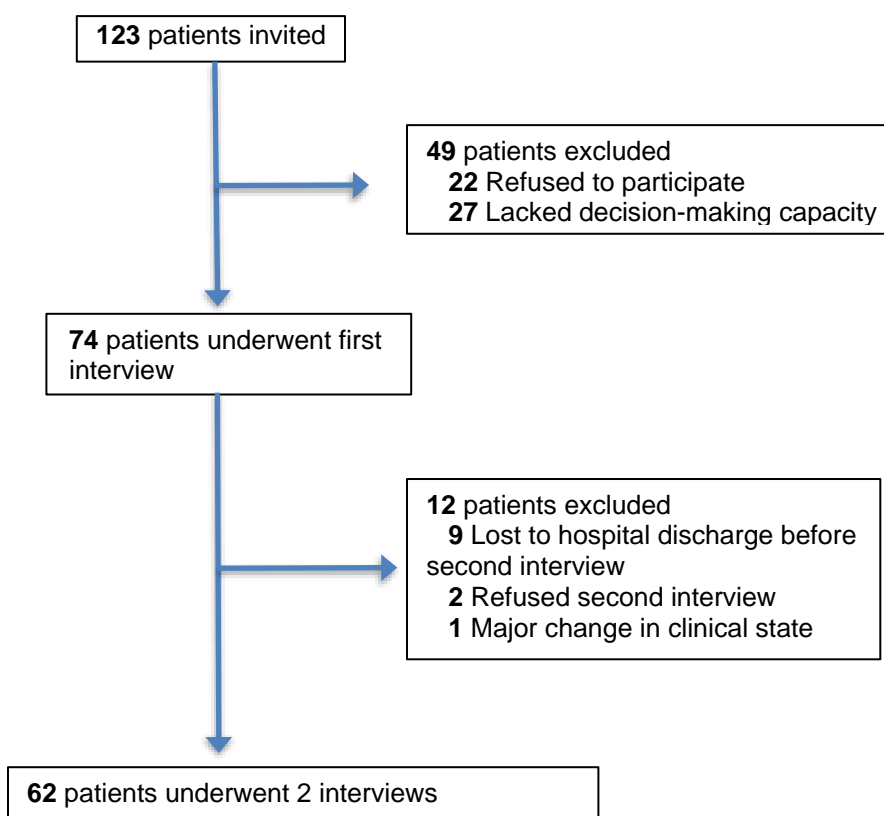 123 patients invited
49 patients excluded
22 Refused to participate
27 Lacked decision-making capacity
74 patients underwent first
interview
12 patients excluded
9 Lost to hospital discharge before
second interview
2 Refused second interview
1 Major change in clinical state
62 patients underwent 2 interviews